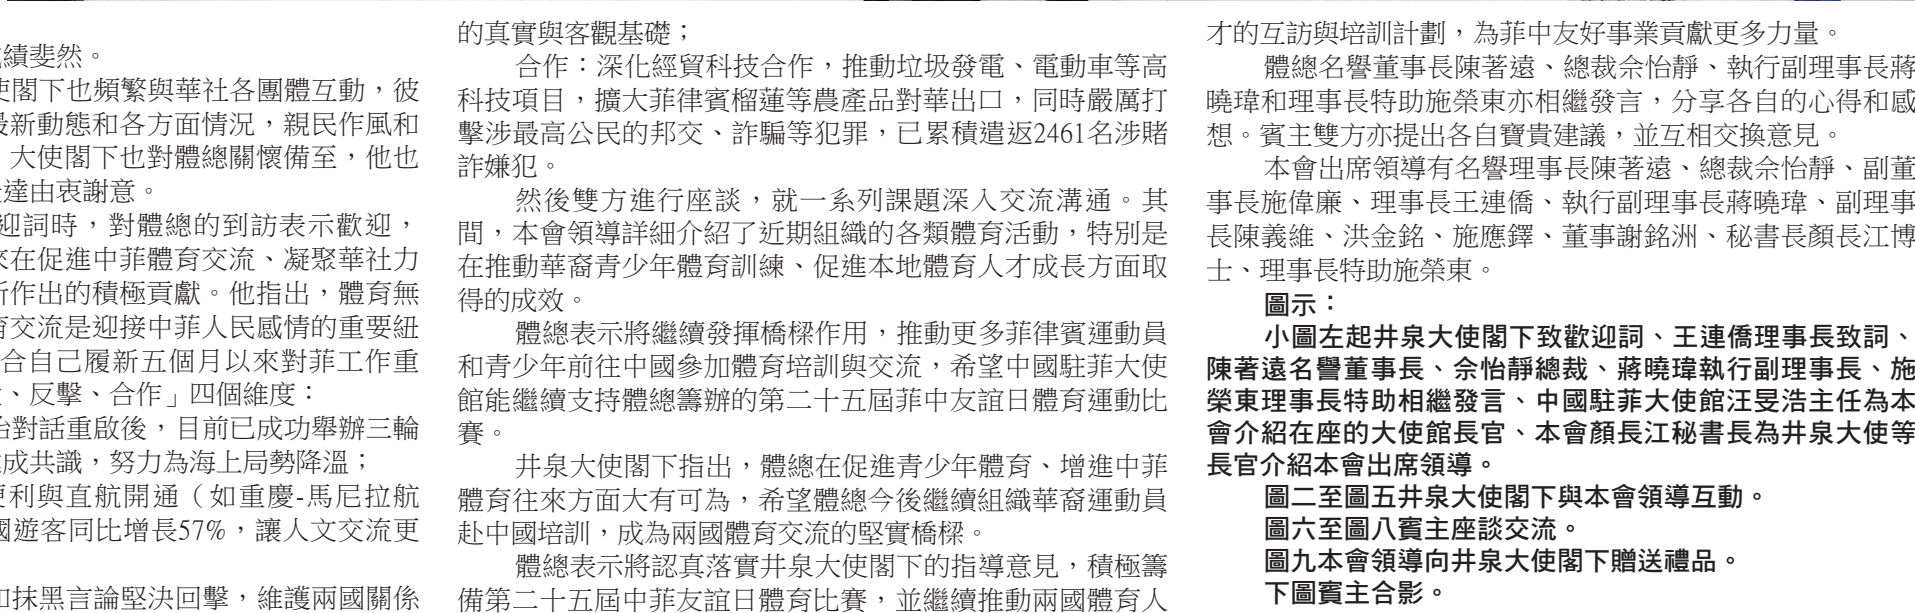 績斐然。
使閣下也頻繁與華社各團體互動，彼
最新動態和各方面情況，親民作風和
大使閣下也對體總關懷備至，他也
達由衷謝意。
迎詞時，對體總的到訪表示歡迎，
來在促進中菲體育交流、凝聚華社力
所作出的積極貢獻。他指出，體育無
育交流是迎接中菲人民感情的重要紐
合自己履新五個月以來對菲工作重
、反擊、合作」四個維度：
治對話重啟後，目前已成功舉辦三輪
成共識，努力為海上局勢降溫；
便利與直航開通（如重慶-馬尼拉航
國遊客同比增長57%，讓人文交流更
和抹黑言論堅決回擊，維護兩國關係
的真實與客觀基礎；
合作：深化經貿科技合作，推動垃圾發電、電動車等高
科技項目，擴大菲律賓榴蓮等農產品對華出口，同時嚴厲打
擊涉最高公民的邦交、詐騙等犯罪，已累積遣返2461名涉賭
詐嫌犯。
然後雙方進行座談，就一系列課題深入交流溝通。其
間，本會領導詳細介紹了近期組織的各類體育活動，特別是
在推動華裔青少年體育訓練、促進本地體育人才成長方面取
得的成效。
體總表示將繼續發揮橋樑作用，推動更多菲律賓運動員
和青少年前往中國參加體育培訓與交流，希望中國駐菲大使
館能繼續支持體總籌辦的第二十五屆菲中友誼日體育運動比
賽。
井泉大使閣下指出，體總在促進青少年體育、增進中菲
體育往來方面大有可為，希望體總今後繼續組織華裔運動員
赴中國培訓，成為兩國體育交流的堅實橋樑。
體總表示將認真落實井泉大使閣下的指導意見，積極籌
備第二十五屆中菲友誼日體育比賽，並繼續推動兩國體育人
才的互訪與培訓計劃，為菲中友好事業貢獻更多力量。
體總名譽董事長陳著遠、總裁佘怡靜、執行副理事長蔣
曉瑋和理事長特助施榮東亦相繼發言，分享各自的心得和感
想。賓主雙方亦提出各自寶貴建議，並互相交換意見。
本會出席領導有名譽理事長陳著遠、總裁佘怡靜、副董
事長施偉廉、理事長王連僑、執行副理事長蔣曉瑋、副理事
長陳義維、洪金銘、施應鐸、董事謝銘洲、秘書長顏長江博
士、理事長特助施榮東。
圖示：
小圖左起井泉大使閣下致歡迎詞、王連僑理事長致詞、
陳著遠名譽董事長、佘怡靜總裁、蔣曉瑋執行副理事長、施
榮東理事長特助相繼發言、中國駐菲大使館汪旻浩主任為本
會介紹在座的大使館長官、本會顏長江秘書長為井泉大使等
長官介紹本會出席領導。
圖二至圖五井泉大使閣下與本會領導互動。
圖六至圖八賓主座談交流。
圖九本會領導向井泉大使閣下贈送禮品。
下圖賓主合影。